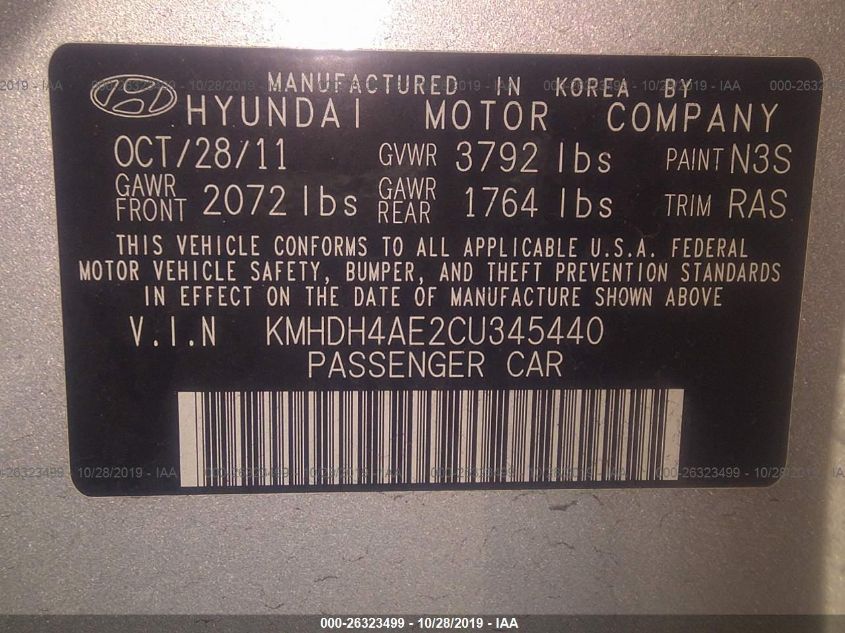 MANUFACTURED IN KOREA BY
HYUNDAI MOTOR COMPANY
OCT/28/11 GVWR 3792 lbs PAINT N3S
GAWR FRONT 2072 lbs GAWR REAR 1764 lbs TRIM RAS
THIS VEHICLE CONFORMS TO ALL APPLICABLE U.S.A. FEDERAL
MOTOR VEHICLE SAFETY, BUMPER, AND THEFT PREVENTION STANDARDS
IN EFFECT ON THE DATE OF MANUFACTURE SHOWN ABOVE
V.I.N KMHDH4AE2CU345440
PASSENGER CAR
000-26323499 - 10/28/2019 - IAA